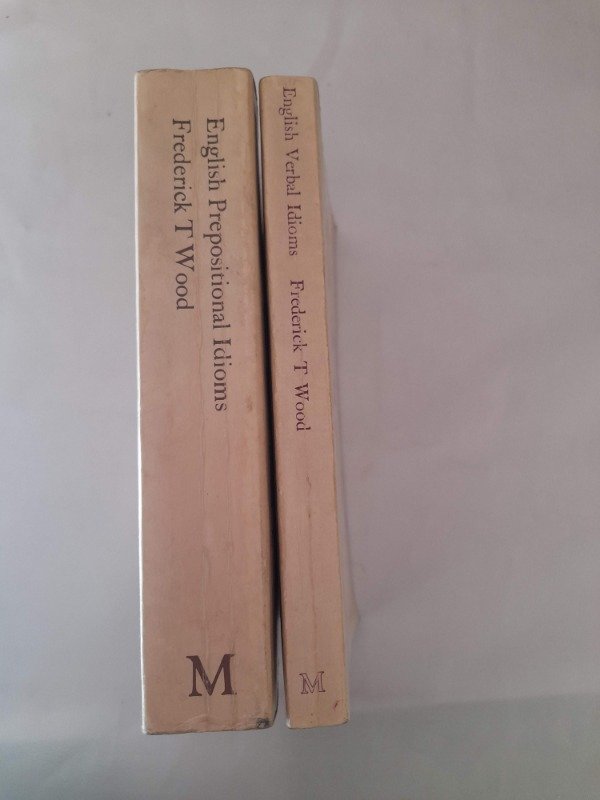 English Prepositional Idioms
Frederick T Wood
M
English Verbal Idioms Frederick T Wood
M